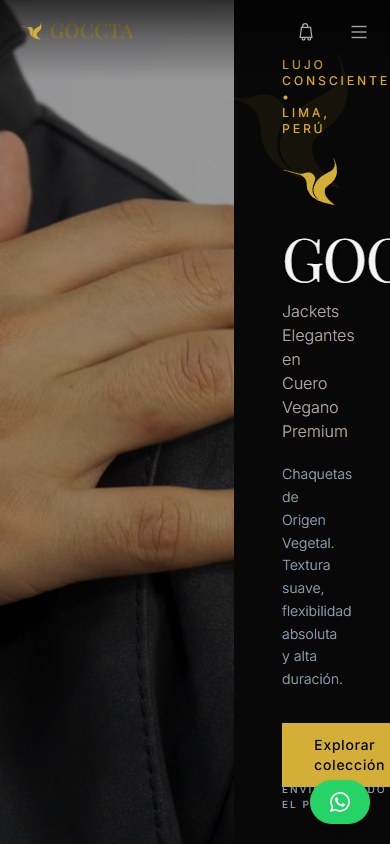 GOCCTA
LUJO
CONSCIENTE
•
LIMA,
PERÚ
GOC
Jackets
Elegantes
en
Cuero
Vegano
Premium
Chaquetas
de
Origen
Vegetal.
Textura
suave,
flexibilidad
absoluta
y alta
duración.
Explorar
colección
EL P